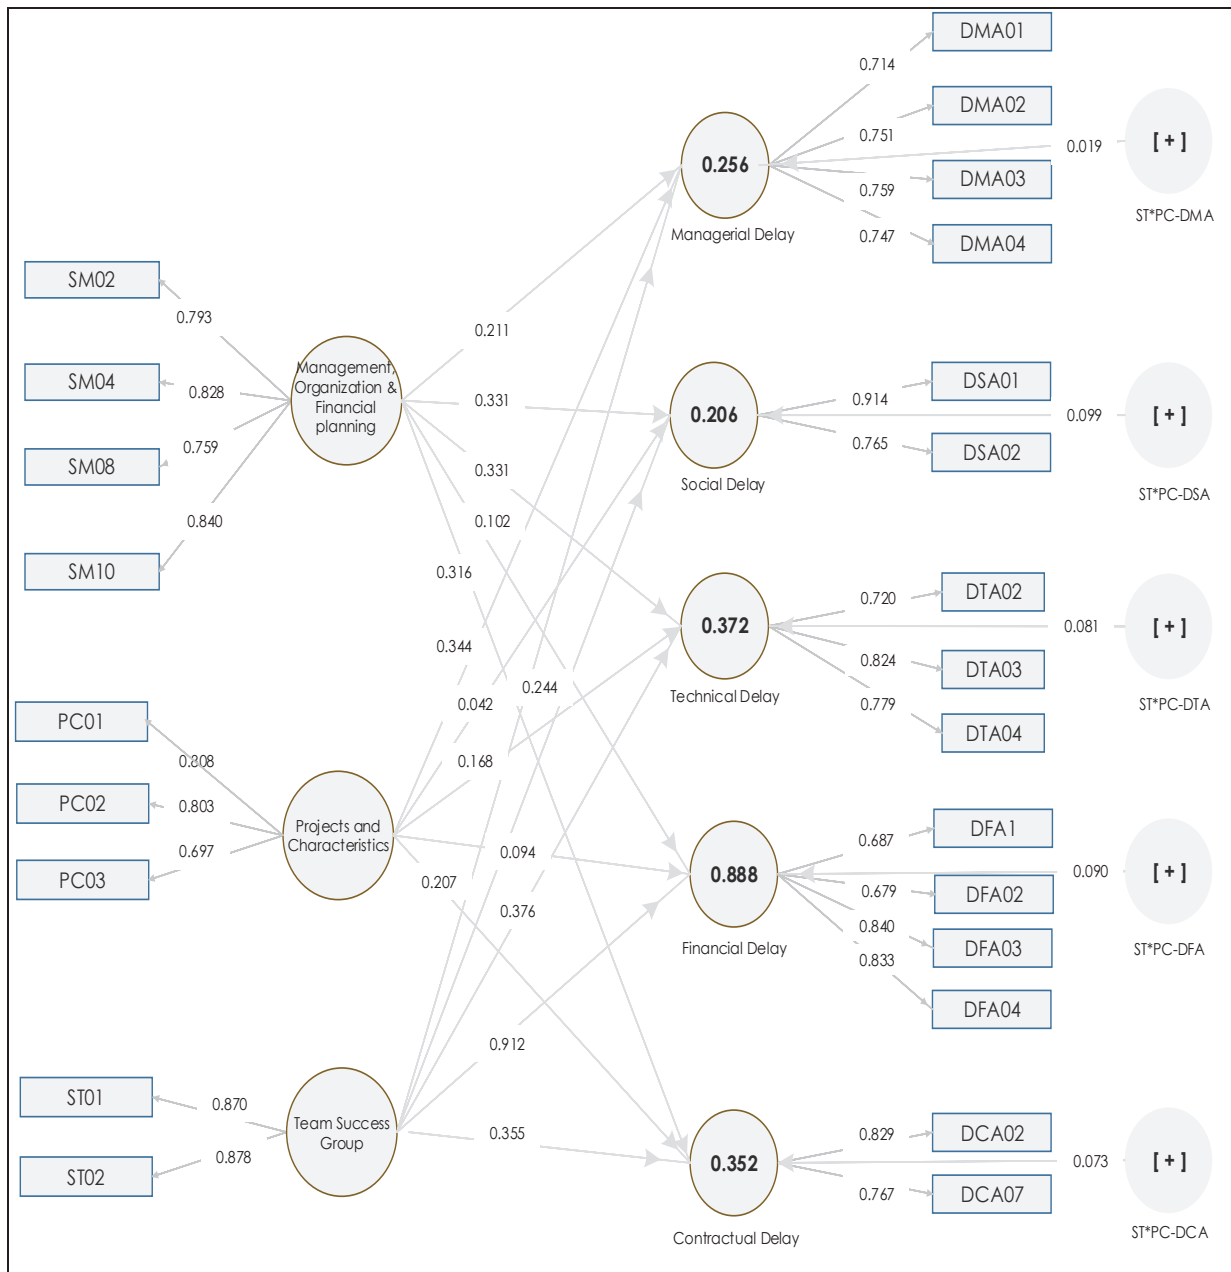 DMA01
0.714
DMA02
0.751
[ + ]
0.019
0.256
DMA03
0.759
ST*PC-DMA
Managerial Delay
0.747
DMA04
SM02
0.793
0.211
Management,
Organization &
Financial
planning
SM04
0.828
0.331
0.914
DSA01
0.206
0.099
[ + ]
SM08
0.759
0.765
DSA02
0.331
Social Delay
ST*PC-DSA
0.840
0.102
SM10
0.316
0.720
DTA02
0.372
0.081
[ + ]
0.344
0.824
DTA03
0.244
Technical Delay
0.042
0.779
DTA04
ST*PC-DTA
PC01
0.808
0.168
PC02
0.803
Projects and
Characteristics
0.687
DFA1
PC03
0.697
0.094
0.207
0.888
0.679
DFA02
0.090
[ + ]
0.376
0.840
DFA03
Financial Delay
0.833
ST*PC-DFA
DFA04
0.912
ST01
0.870
Team Success
Group
0.355
0.829
DCA02
ST02
0.878
0.352
0.073
[ + ]
0.767
DCA07
Contractual Delay
ST*PC-DCA